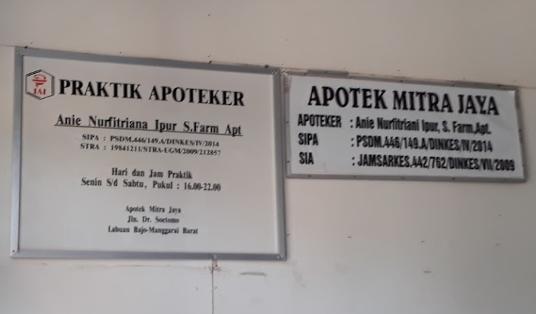 IAI
PRAKTIK APOTEKER
Anie Nurfitriana Ipur S.Farm Apt
SIPA : PSDM.446/149.A/DINKES/IV/2014
STRA : 19841211/STRA-UGM/2009/212857
Hari dan Jam Praktik
Senin S/d Sabtu, Pukul : 16.00-22.00
Apotek Mitra Jaya
Jln. Dr. Soetomo
Labuan Bajo-Manggarai Barat
APOTEK MITRA JAYA
APOTEKER : Anie Nurfitriani Ipur, S. Farm,Apt.
SIPA : PSDM.446/149.A/DINKES/IV/2014
SIA : JAMSARKES.442/762/DINKES/VII/2009